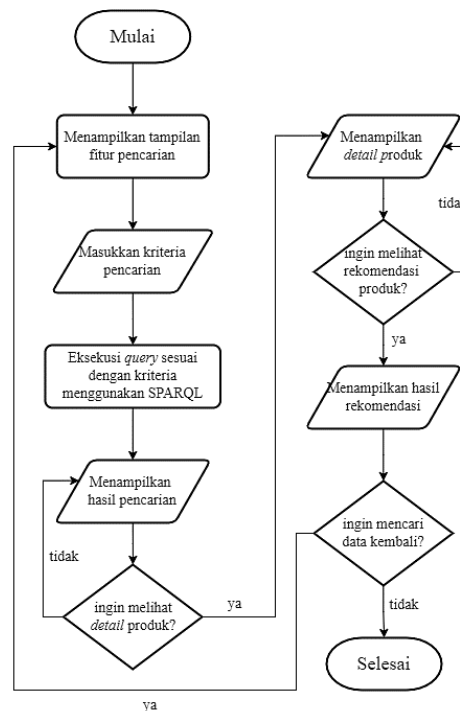 Mulai
Menampilkan tampilan
fitur pencarian
Masukkan kriteria
pencarian
Eksekusi query sesuai
dengan kriteria
menggunakan SPARQL
Menampilkan
hasil pencarian
tidak
ingin melihat
detail produk?
ya
Menampilkan
detail produk
tidak
ingin melihat
rekomendasi
produk?
ya
Menampilkan hasil
rekomendasi
ingin mencari
data kembali?
tidak
Selesai
ya